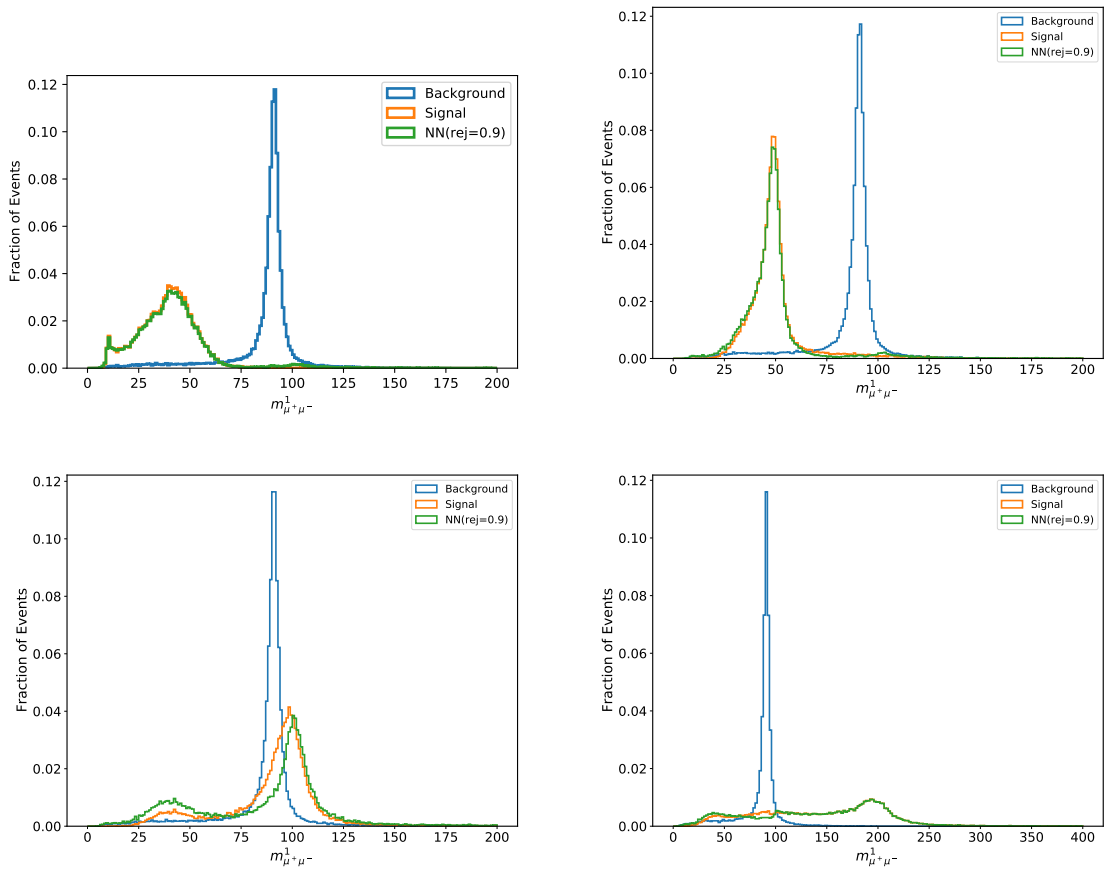 0.12
0.10
0.08
0.06
0.04
0.02
0.00
Fraction of Events
Background
Signal
NN(rej=0.9)
0 25 50 75 100 125 150 175 200
m¹μ⁺μ⁻
0.12
0.10
0.08
0.06
0.04
0.02
0.00
Fraction of Events
Background
Signal
NN(rej=0.9)
0 25 50 75 100 125 150 175 200
m¹μ⁺μ⁻
0.12
0.10
0.08
0.06
0.04
0.02
0.00
Fraction of Events
Background
Signal
NN(rej=0.9)
0 25 50 75 100 125 150 175 200
m¹μ⁺μ⁻
0.12
0.10
0.08
0.06
0.04
0.02
0.00
Fraction of Events
Background
Signal
NN(rej=0.9)
0 50 100 150 200 250 300 350 400
m¹μ⁺μ⁻